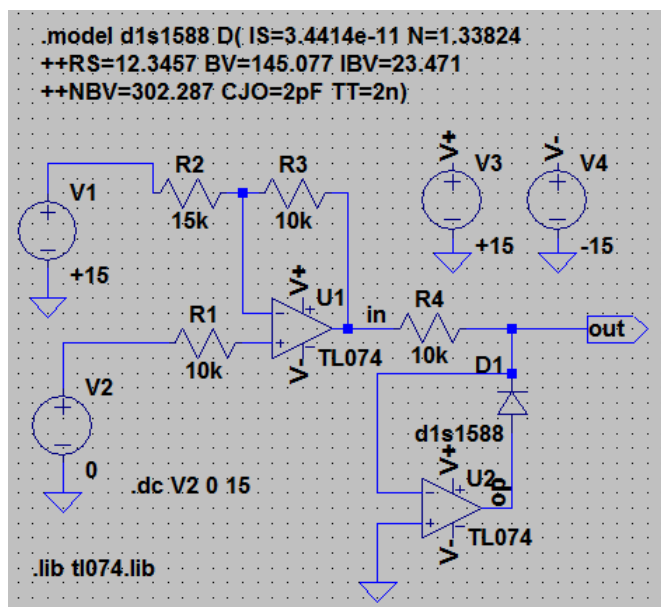 .model d1s1588 D( IS=3.4414e-11 N=1.33824
++RS=12.3457 BV=145.077 IBV=23.471
++NBV=302.287 CJO=2pF TT=2n)
V1
+15
R2
15k
R3
10k
V+
V3
+15
V-
V4
-15
V+
U1
V-
TL074
R1
10k
in
R4
10k
out
V2
0
D1
d1s1588
V+
U2
op
V-
TL074
.dc V2 0 15
.lib tl074.lib